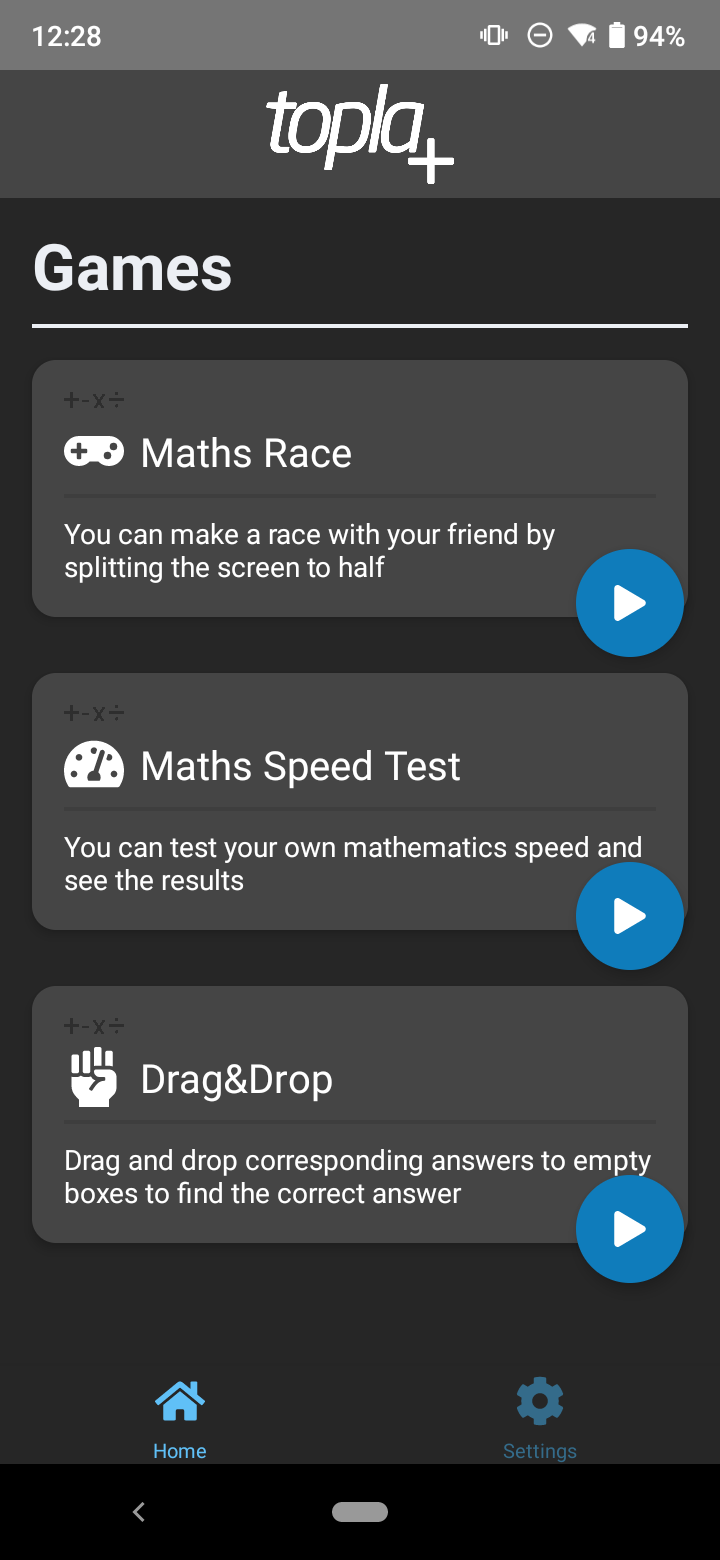 12:28
4
94%
topla+
Games
+-x÷
Maths Race
You can make a race with your friend by
splitting the screen to half
+-x÷
Maths Speed Test
You can test your own mathematics speed and
see the results
+-x÷
Drag&Drop
Drag and drop corresponding answers to empty
boxes to find the correct answer
Home
Settings